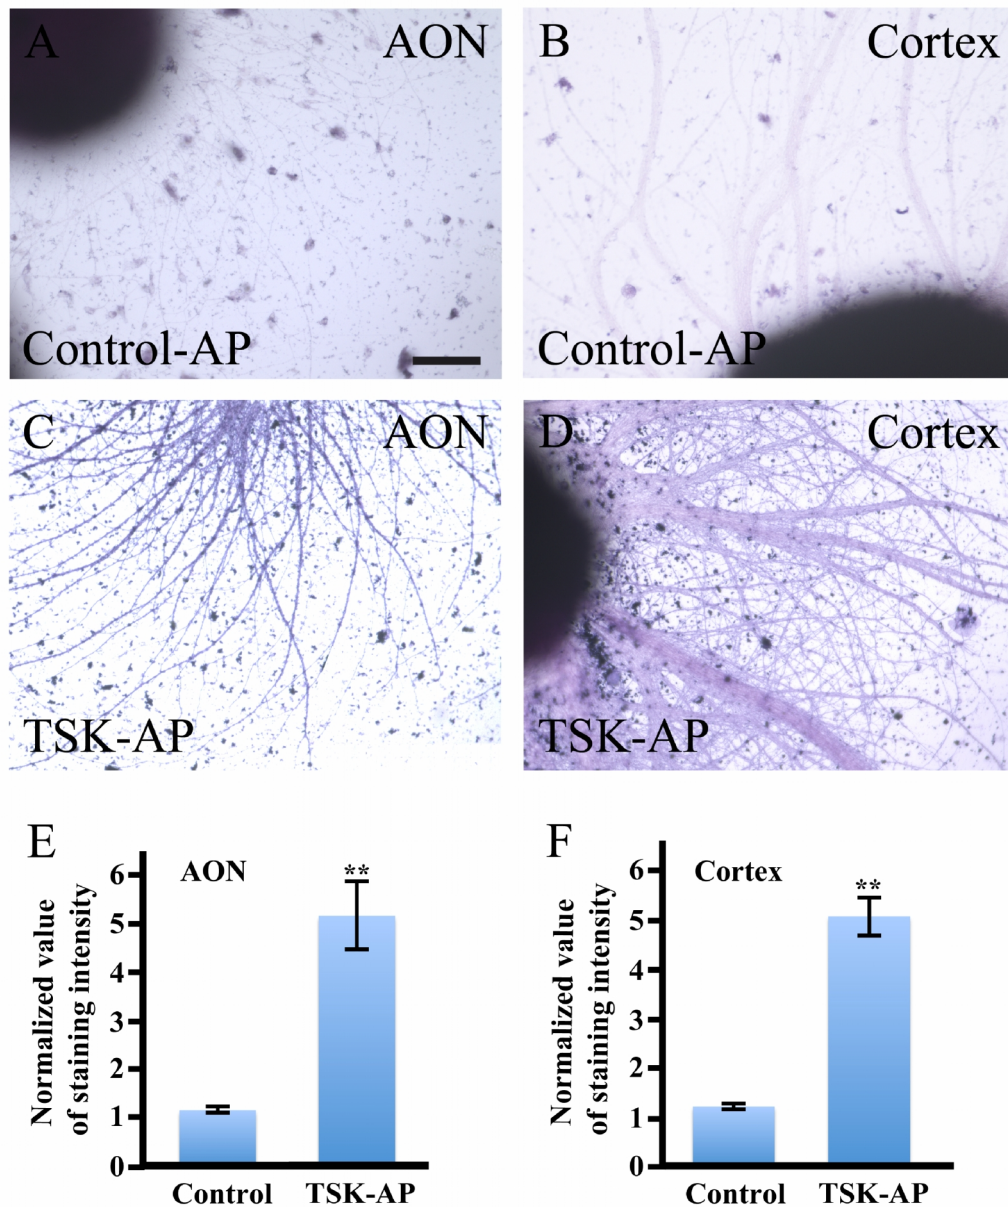 A AON
Control-AP
B Cortex
Control-AP
C AON
TSK-AP
D Cortex
TSK-AP
E
AON
**
Normalized value
of staining intensity
6
5
4
3
2
1
0
Control TSK-AP
F
Cortex
**
Normalized value
of staining intensity
6
5
4
3
2
1
0
Control TSK-AP